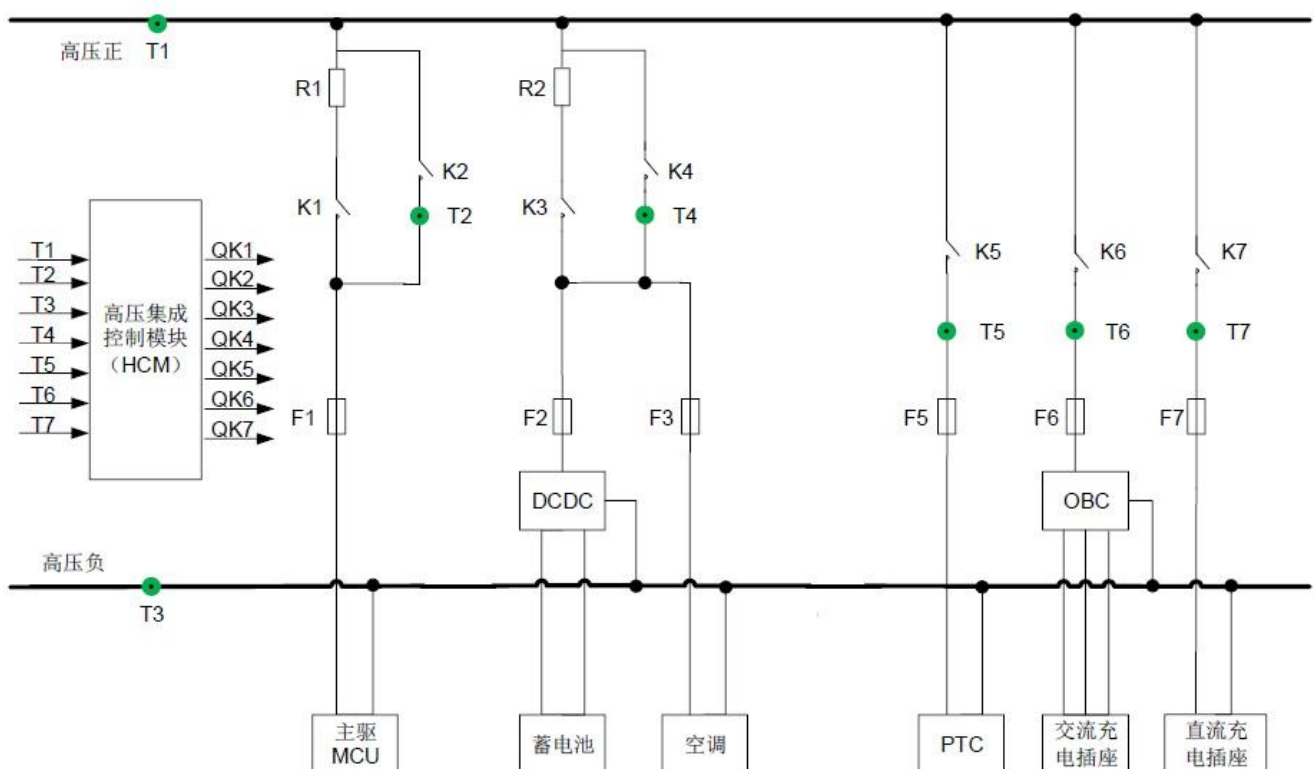 高压正 T1
R1
R2
K2
K4
K1
T2
K3
T4
K5
K6
K7
T1
T2
T3
T4
T5
T6
T7
高压集成
控制模块
（HCM）
QK1
QK2
QK3
QK4
QK5
QK6
QK7
T5
T6
T7
F1
F2
F3
F5
F6
F7
DCDC
OBC
高压负
T3
主驱
MCU
蓄电池
空调
PTC
交流充
电插座
直流充
电插座